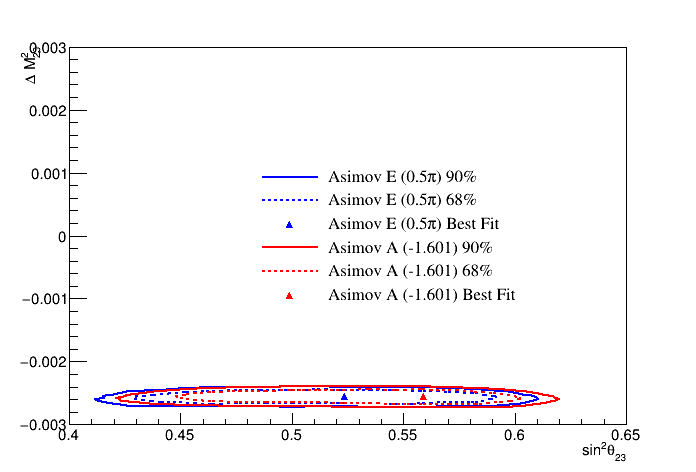 0.003
Δ M²₂₃
0.002
0.001
0
−0.001
−0.002
−0.003
Asimov E (0.5π) 90%
Asimov E (0.5π) 68%
Asimov E (0.5π) Best Fit
Asimov A (-1.601) 90%
Asimov A (-1.601) 68%
Asimov A (-1.601) Best Fit
0.4 0.45 0.5 0.55 0.6 0.65
sin²θ₂₃